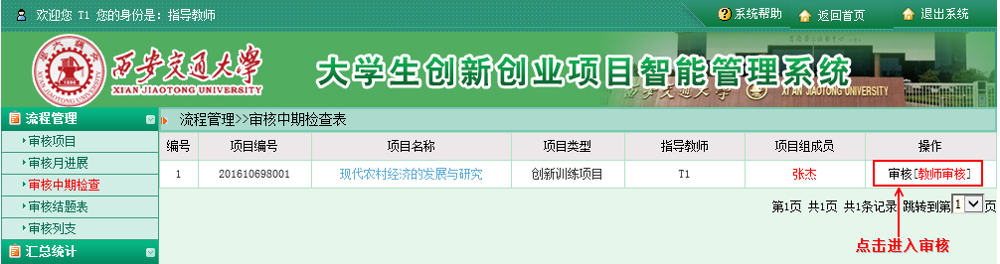 欢迎您 T1 您的身份是：指导教师
系统帮助 返回首页 退出系统
西安交通大学
XI'AN JIAOTONG UNIVERSITY
大学生创新创业项目智能管理系统
西安交通大学 XI'AN JIAOTONG UNIVERSITY
流程管理
审核项目
审核月进展
审核中期检查
审核结题表
审核列支
汇总统计
流程管理>>审核中期检查表
编号 项目编号 项目名称 项目类型 指导教师 项目组成员 操作
1 201610698001 现代农村经济的发展与研究 创新训练项目 T1 张杰 审核[教师审核]
第1页 共1页 共1条记录 跳转到第1页
点击进入审核